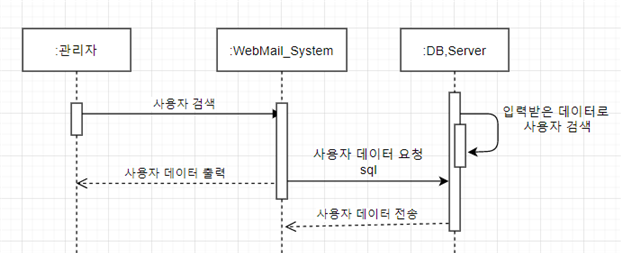 :관리자
:WebMail_System
:DB,Server
사용자 검색
입력받은 데이터로
사용자 검색
사용자 데이터 요청
sql
사용자 데이터 출력
사용자 데이터 전송